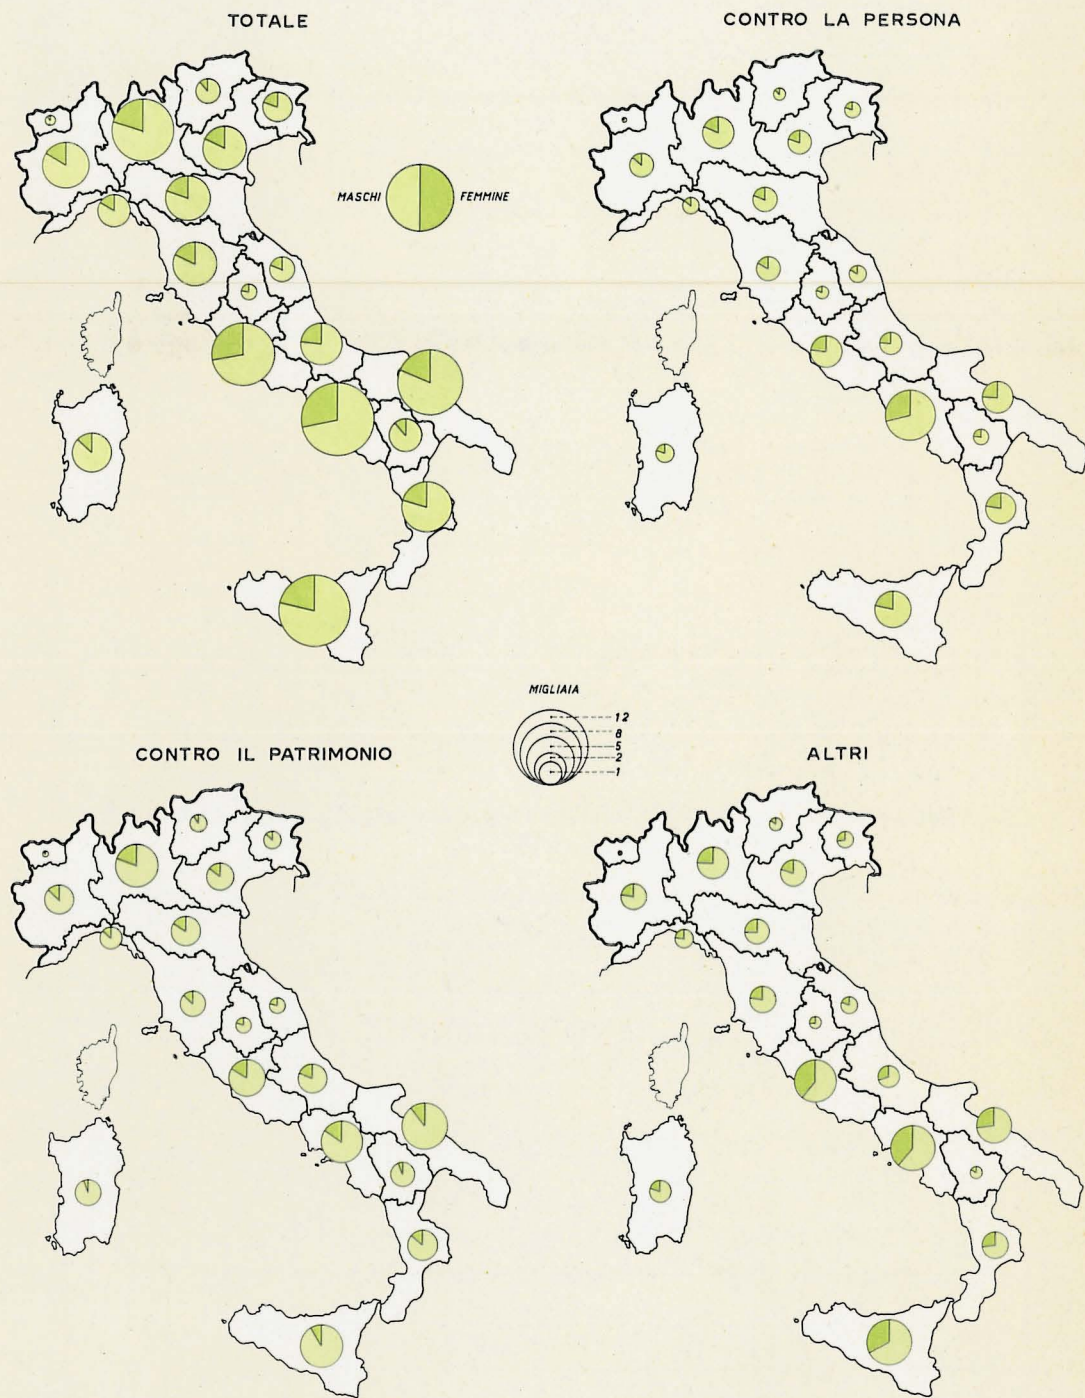 TOTALE
CONTRO LA PERSONA
MASCHI
FEMMINE
MIGLIAIA
12
8
5
2
1
CONTRO IL PATRIMONIO
ALTRI